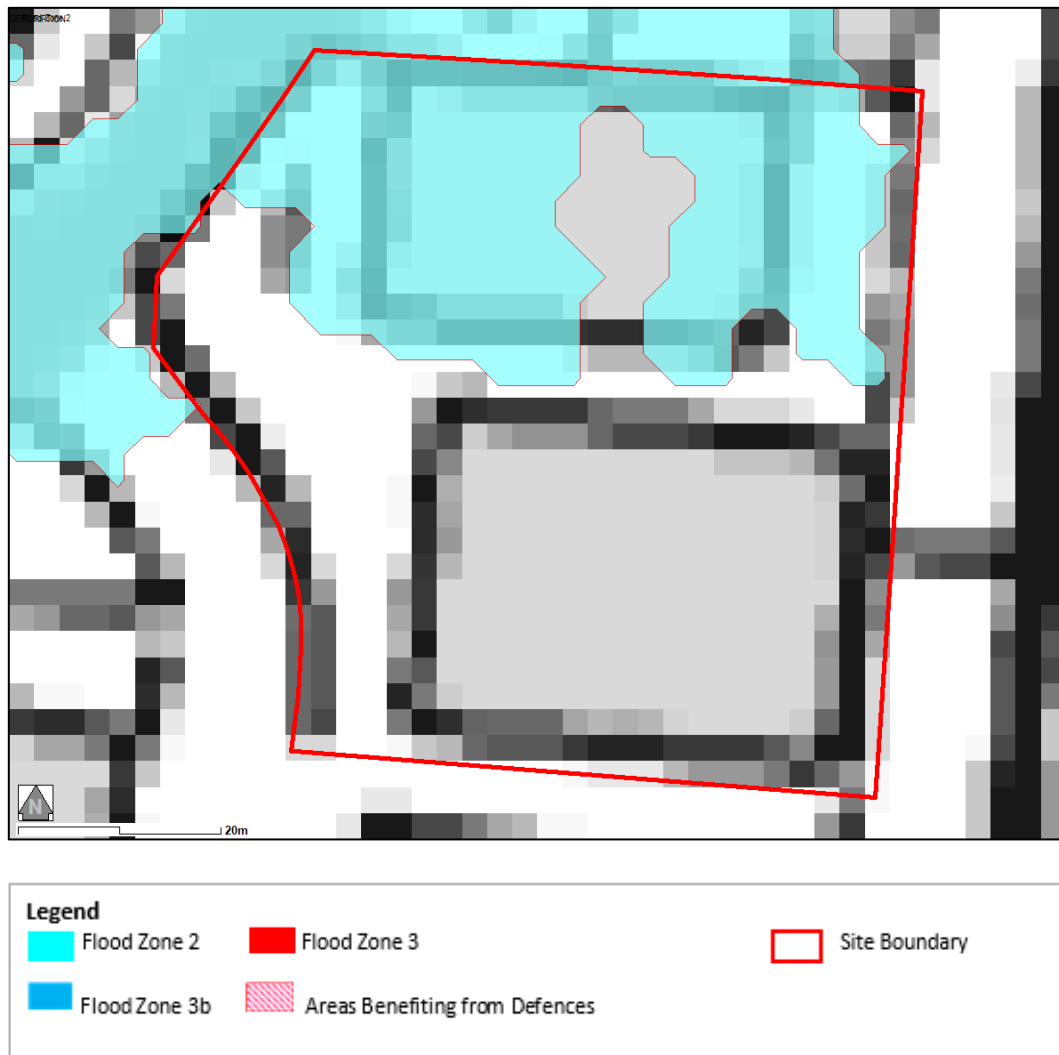 N
20m
Legend
Flood Zone 2
Flood Zone 3
Site Boundary
Flood Zone 3b
Areas Benefiting from Defences